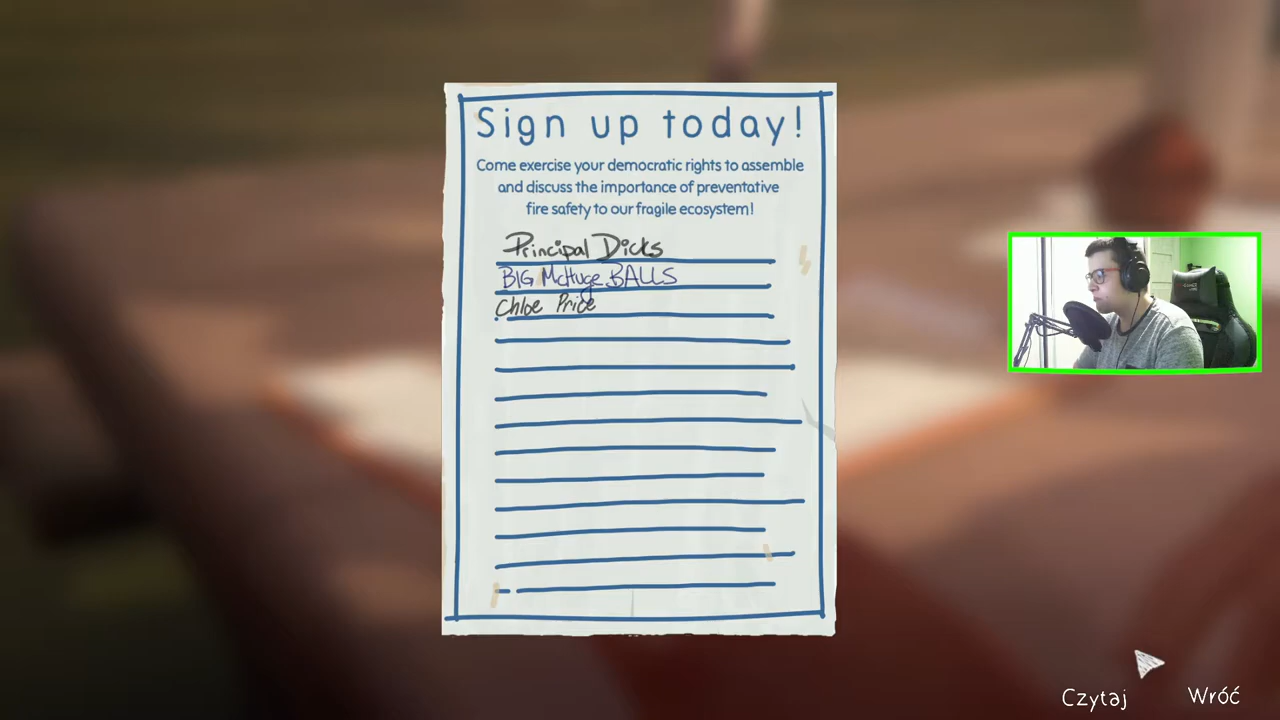 Sign up today!
Come exercise your democratic rights to assemble
and discuss the importance of preventative
fire safety to our fragile ecosystem!
Principal Dicks
BIG McHuge BALLS
Chloe Price
Czytaj Wróć